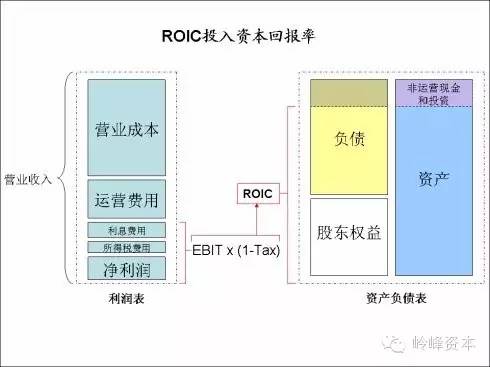 ROIC投入资本回报率
营业收入
营业成本
运营费用
利息费用
所得税费用
净利润
利润表
EBIT x (1-Tax)
ROIC
负债
股东权益
非运营现金
和投资
资产
资产负债表
岭峰资本